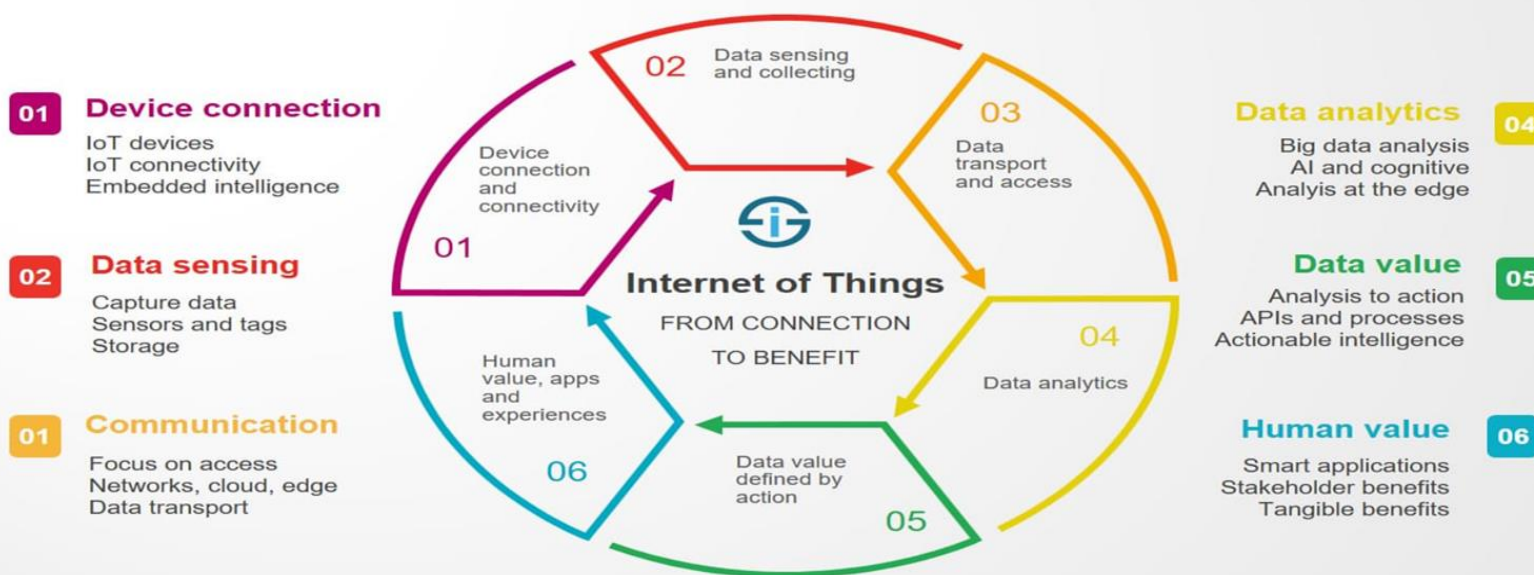 01
Device connection
IoT devices
IoT connectivity
Embedded intelligence
02
Data sensing
Capture data
Sensors and tags
Storage
01
Communication
Focus on access
Networks, cloud, edge
Data transport
01
Device
connection
and
connectivity
02
Data sensing
and collecting
03
Data
transport
and access
04
Data analytics
05
Data value
defined by
action
06
Human
value, apps
and
experiences
i
Internet of Things
FROM CONNECTION
TO BENEFIT
04
Data analytics
Big data analysis
AI and cognitive
Analyis at the edge
05
Data value
Analysis to action
APIs and processes
Actionable intelligence
06
Human value
Smart applications
Stakeholder benefits
Tangible benefits